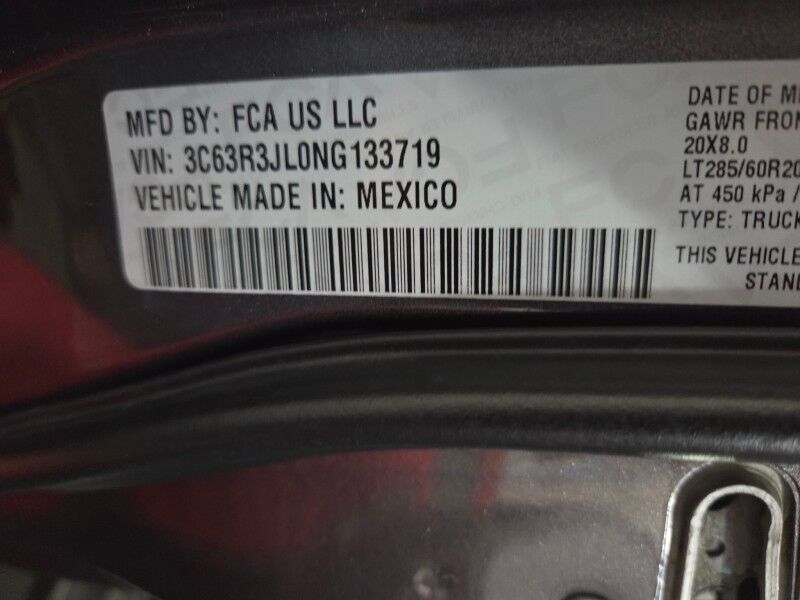 MFD BY: FCA US LLC
VIN: 3C63R3JL0NG133719
VEHICLE MADE IN: MEXICO
DATE OF M
GAWR FRON
20X8.0
LT285/60R20
AT 450 kPa /
TYPE: TRUCK
THIS VEHICLE
STAND